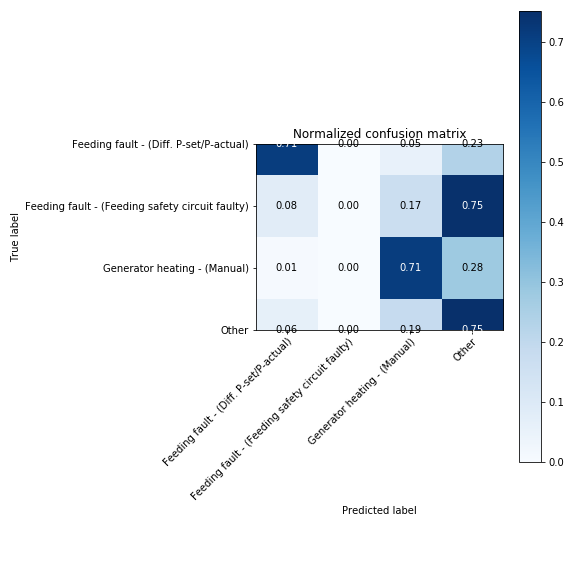 Normalized confusion matrix
Feeding fault - (Diff. P-set/P-actual) 0.71 0.00 0.05 0.23
Feeding fault - (Feeding safety circuit faulty) 0.08 0.00 0.17 0.75
Generator heating - (Manual) 0.01 0.00 0.71 0.28
Other 0.06 0.00 0.19 0.75
True label
Feeding fault - (Diff. P-set/P-actual)
Feeding fault - (Feeding safety circuit faulty)
Generator heating - (Manual)
Other
Predicted label
0.7
0.6
0.5
0.4
0.3
0.2
0.1
0.0